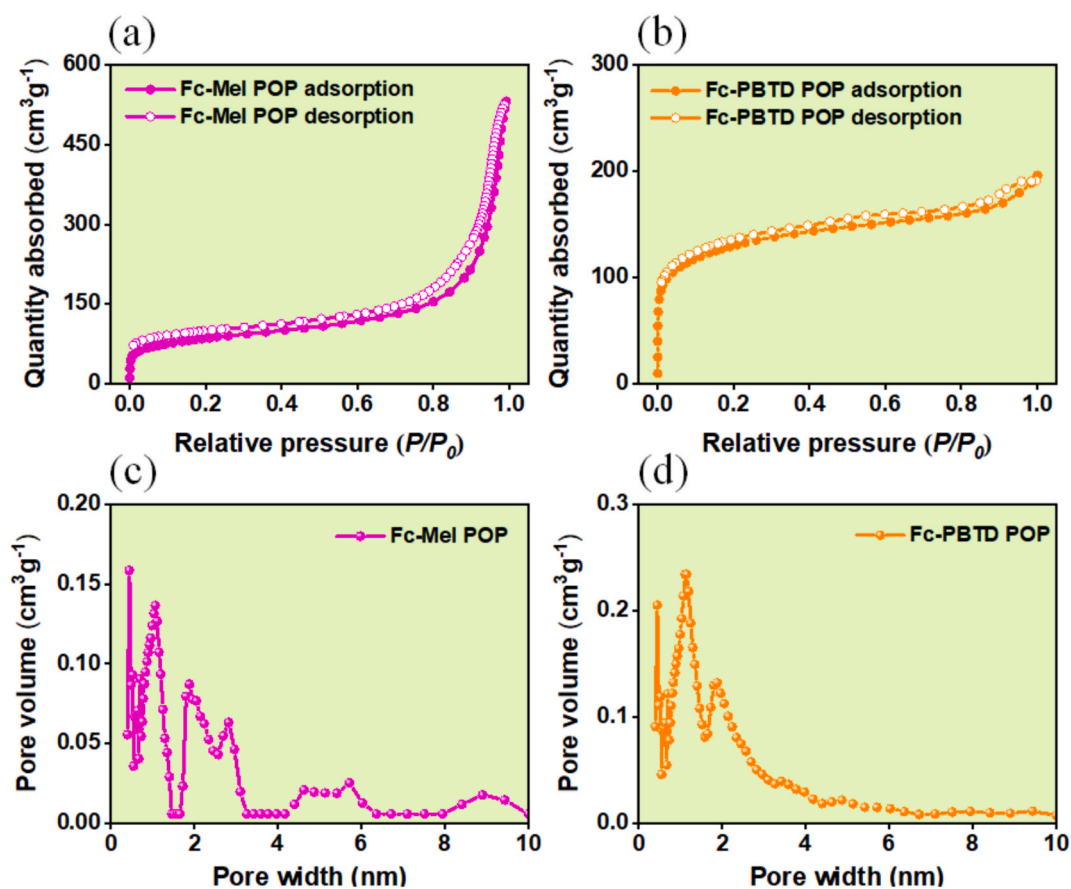 (a)
Quantity absorbed (cm³g⁻¹)
600
450
300
150
0
Fc-Mel POP adsorption
Fc-Mel POP desorption
0.0 0.2 0.4 0.6 0.8 1.0
Relative pressure (P/P₀)
(b)
Quantity absorbed (cm³g⁻¹)
300
200
100
0
Fc-PBTD POP adsorption
Fc-PBTD POP desorption
0.0 0.2 0.4 0.6 0.8 1.0
Relative pressure (P/P₀)
(c)
Pore volume (cm³g⁻¹)
0.20
0.15
0.10
0.05
0.00
Fc-Mel POP
0 2 4 6 8 10
Pore width (nm)
(d)
Pore volume (cm³g⁻¹)
0.3
0.2
0.1
0.0
Fc-PBTD POP
0 2 4 6 8 10
Pore width (nm)